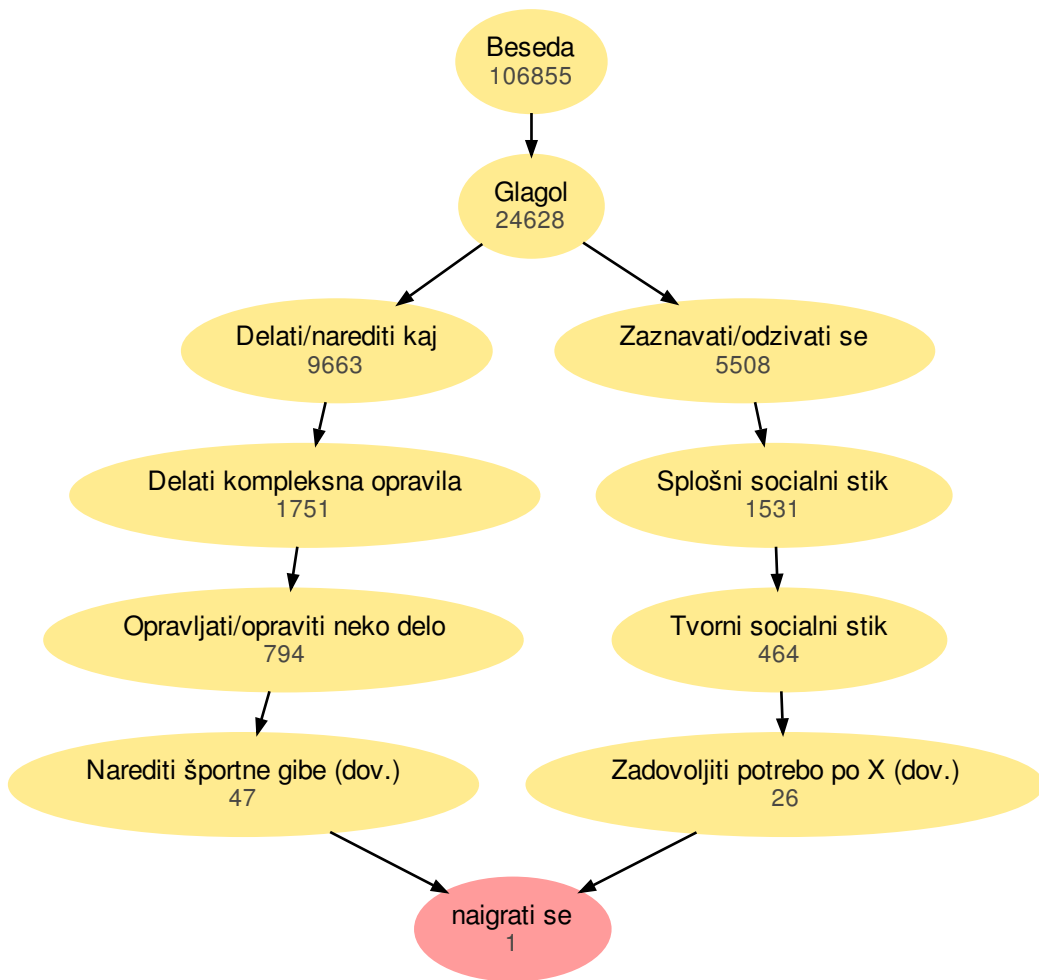 Beseda
106855
Glagol
24628
Delati/narediti kaj
9663
Zaznavati/odzivati se
5508
Delati kompleksna opravila
1751
Splošni socialni stik
1531
Opravljati/opraviti neko delo
794
Tvorni socialni stik
464
Narediti športne gibe (dov.)
47
Zadovoljiti potrebo po X (dov.)
26
naigrati se
1